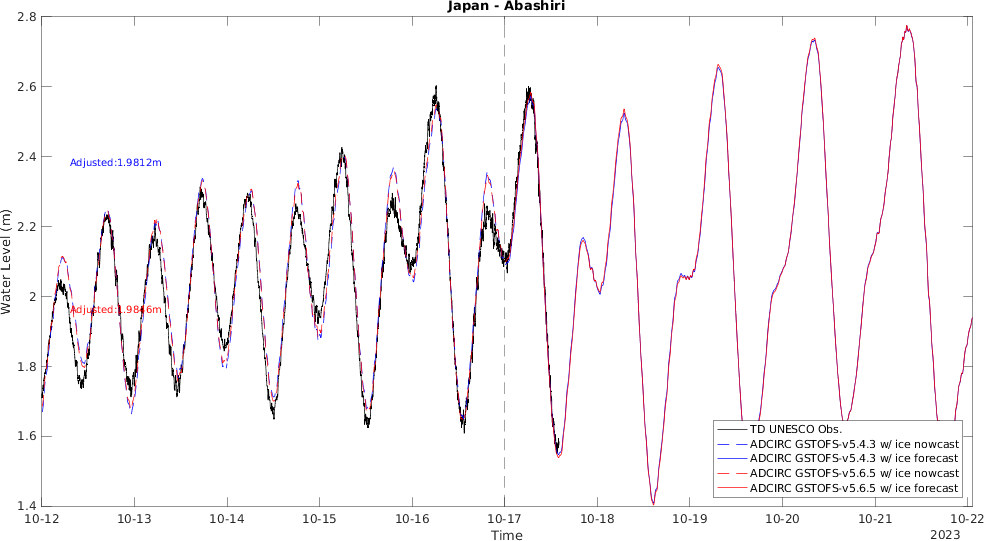 Japan - Abashiri
2.8
2.6
2.4
2.2
2
1.8
1.6
1.4
Water Level (m)
Adjusted:1.9812m
Adjusted:1.9846m
TD UNESCO Obs.
ADCIRC GSTOFS-v5.4.3 w/ ice nowcast
ADCIRC GSTOFS-v5.4.3 w/ ice forecast
ADCIRC GSTOFS-v5.6.5 w/ ice nowcast
ADCIRC GSTOFS-v5.6.5 w/ ice forecast
10-12 10-13 10-14 10-15 10-16 10-17 10-18 10-19 10-20 10-21 10-22
Time
2023